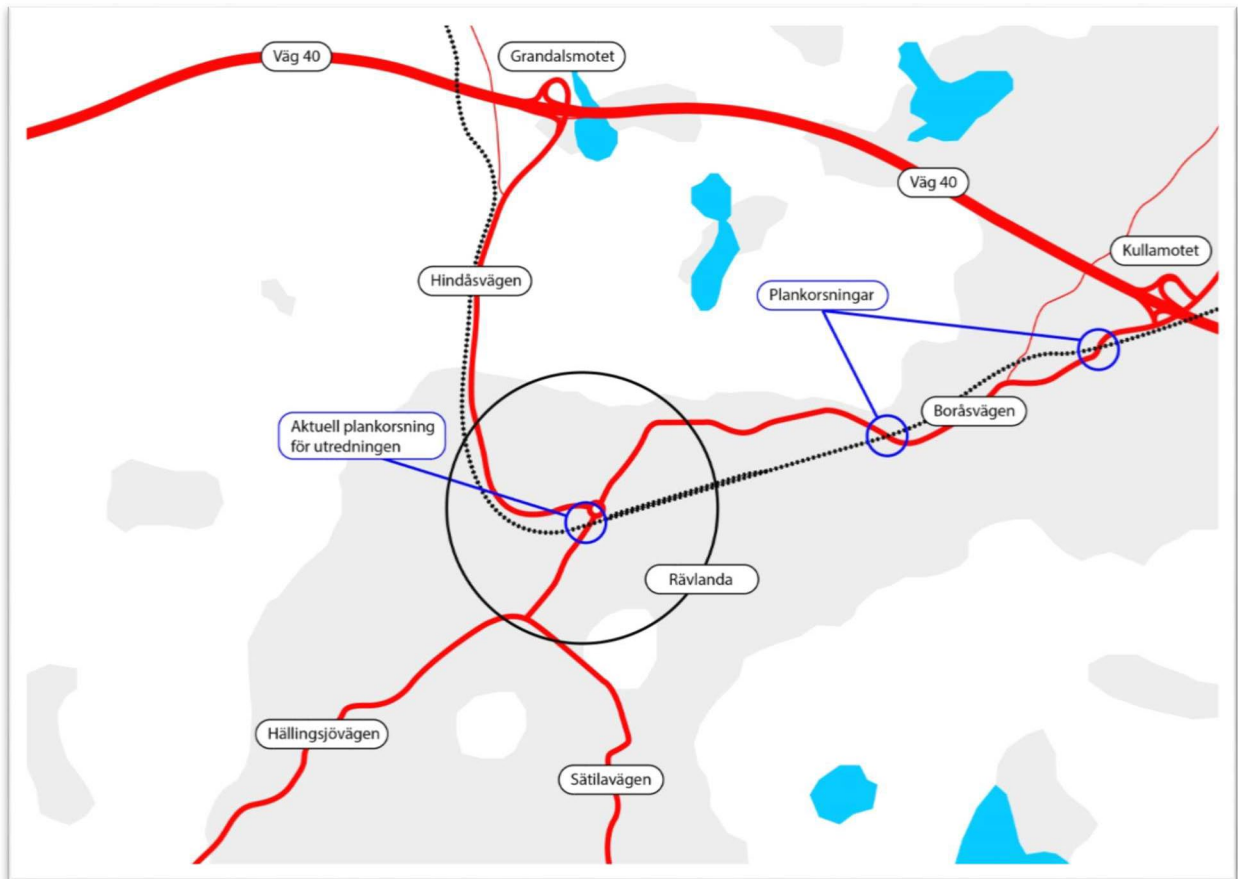 Väg 40
Grandalsmotet
Väg 40
Kullamotet
Hindåsvägen
Plankorsningar
Boråsvägen
Aktuell plankorsning
för utredningen
Rävlanda
Hällingsjövägen
Sätilavägen